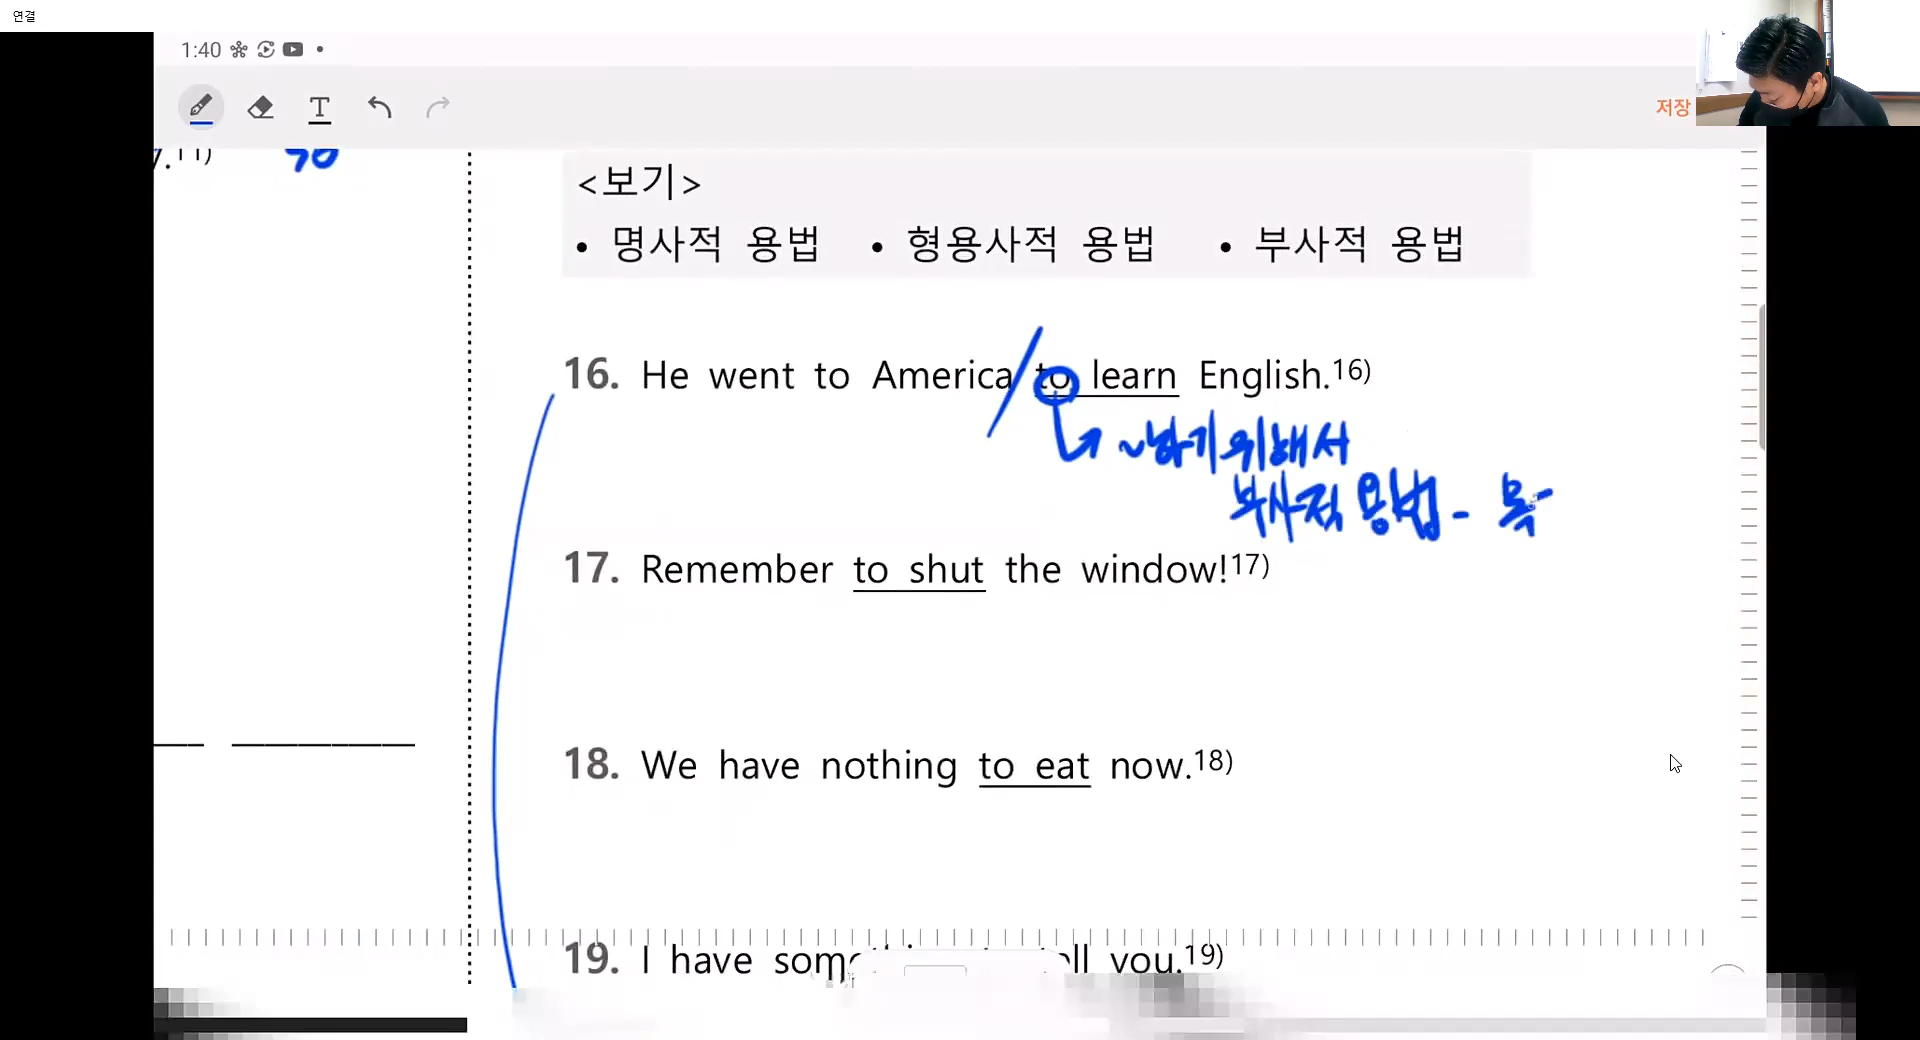 연결
1:40
저장
<보기>
• 명사적 용법 • 형용사적 용법 • 부사적 용법
16. He went to America to learn English.16)
~하기 위해서
부사적 용법 - 목
17. Remember to shut the window!17)
18. We have nothing to eat now.18)
19. I have you.19)